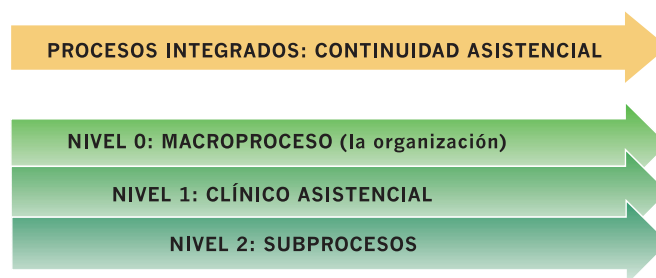 PROCESOS INTEGRADOS: CONTINUIDAD ASISTENCIAL
NIVEL 0: MACROPROCESO (la organización)
NIVEL 1: CLÍNICO ASISTENCIAL
NIVEL 2: SUBPROCESOS